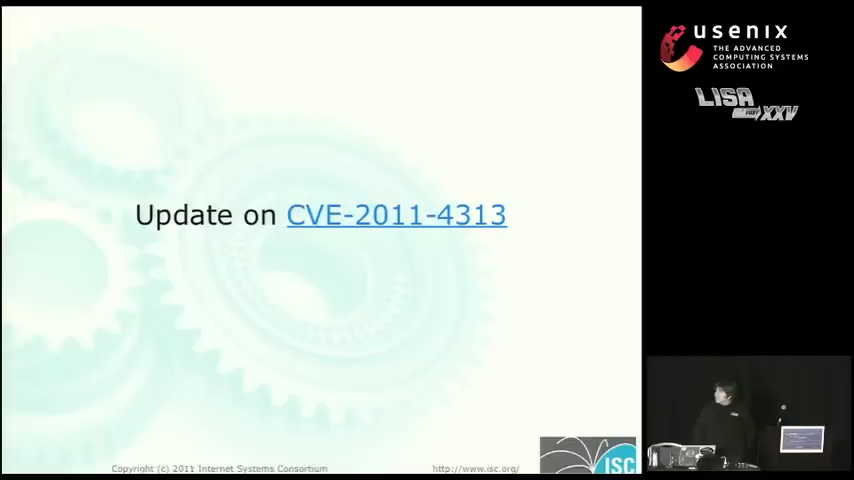 usenix
THE ADVANCED
COMPUTING SYSTEMS
ASSOCIATION
LISA
XXV
Update on CVE-2011-4313
Copyright (c) 2011 Internet Systems Consortium
http://www.isc.org/
ISC